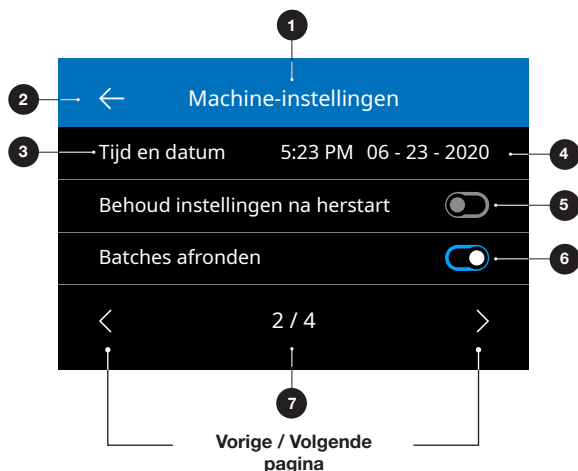 1
2
Machine-instellingen
3
Tijd en datum 5:23 PM 06 - 23 - 2020
4
Behoud instellingen na herstart
5
Batches afronden
6
2 / 4
7
Vorige / Volgende
pagina